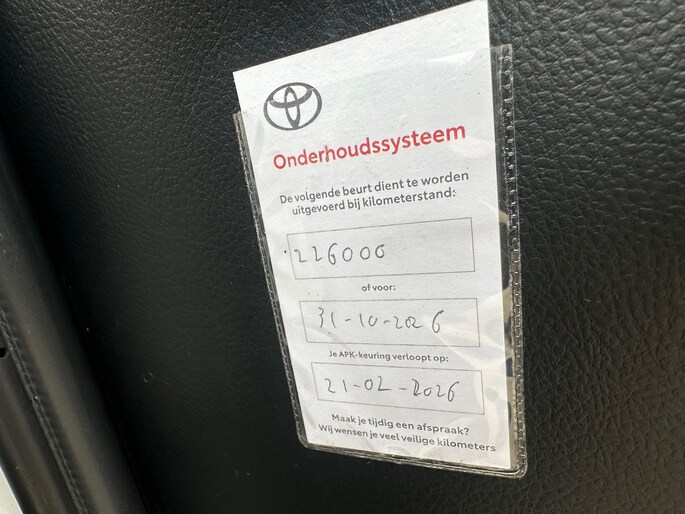 Onderhoudssysteem
De volgende beurt dient te worden
uitgevoerd bij kilometerstand:
226000
of voor:
31-10-2026
Je APK-keuring verloopt op:
21-02-2026
Maak je tijdig een afspraak?
Wij wensen je veel veilige kilometers